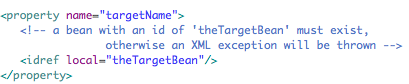 <property name="targetName">
<!-- a bean with an id of 'theTargetBean' must exist,
otherwise an XML exception will be thrown -->
<idref local="theTargetBean"/>
</property>